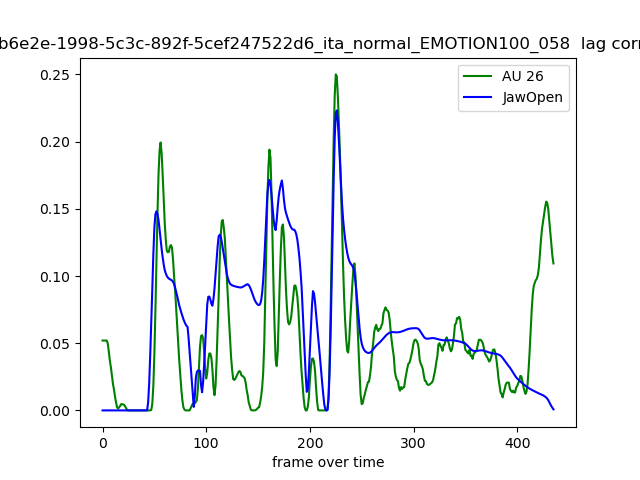 b6e2e-1998-5c3c-892f-5cef247522d6_ita_normal_EMOTION100_058 lag corr
AU 26
JawOpen
0.25
0.20
0.15
0.10
0.05
0.00
0 100 200 300 400
frame over time